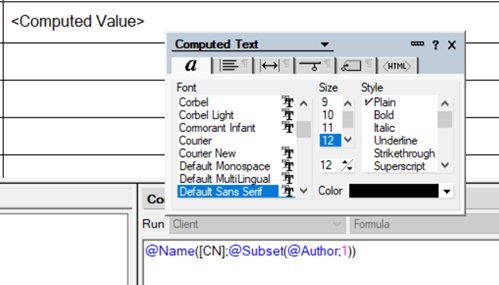 <Computed Value>
Computed Text
? X
a <HTML>
Font Size Style
Corbel 9 Plain
Corbel Light 10 Bold
Cormorant Infant 11 Italic
Courier 12 Underline
Courier New Strikethrough
Default Monospace 12 Superscript
Default MultiLingual
Default Sans Serif Color
Co
Run Client Formula
@Name([CN];@Subset(@Author;1))